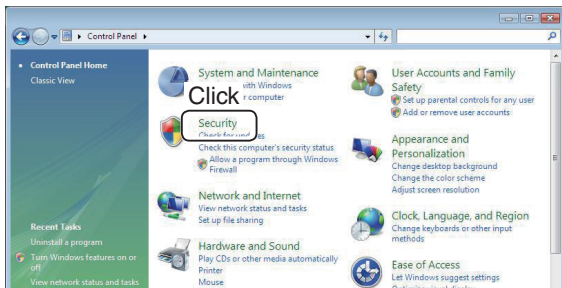 Control Panel
Control Panel Home
Classic View
Recent Tasks
Uninstall a program
Turn Windows features on or
off
View network status and tasks
System and Maintenance
with Windows
computer
Click
Security
Check for
Check this computer's security status
Allow a program through Windows
Firewall
Network and Internet
View network status and tasks
Set up file sharing
Hardware and Sound
Play CDs or other media automatically
Printer
Mouse
User Accounts and Family
Safety
Set up parental controls for any user
Add or remove user accounts
Appearance and
Personalization
Change desktop background
Change the color scheme
Adjust screen resolution
Clock, Language, and Region
Change keyboards or other input
methods
Ease of Access
Let Windows suggest settings